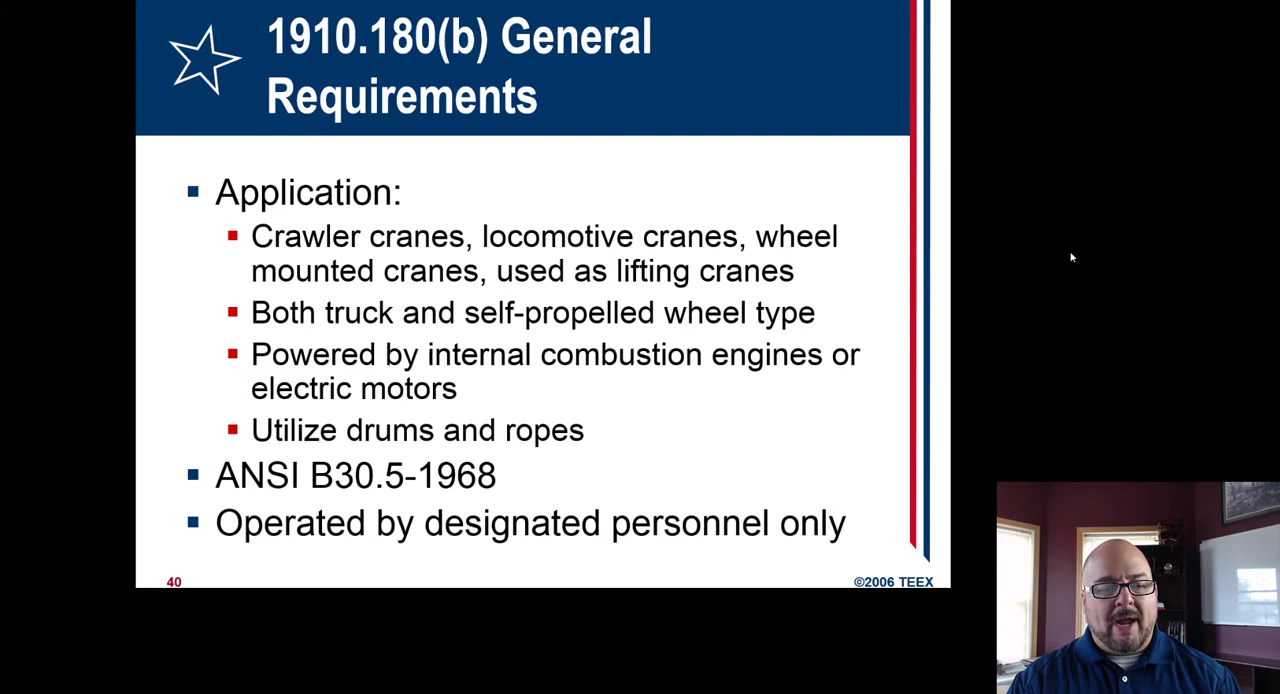 1910.180(b) General
Requirements
Application:
Crawler cranes, locomotive cranes, wheel
mounted cranes, used as lifting cranes
Both truck and self-propelled wheel type
Powered by internal combustion engines or
electric motors
Utilize drums and ropes
ANSI B30.5-1968
Operated by designated personnel only
40
©2006 TEEX